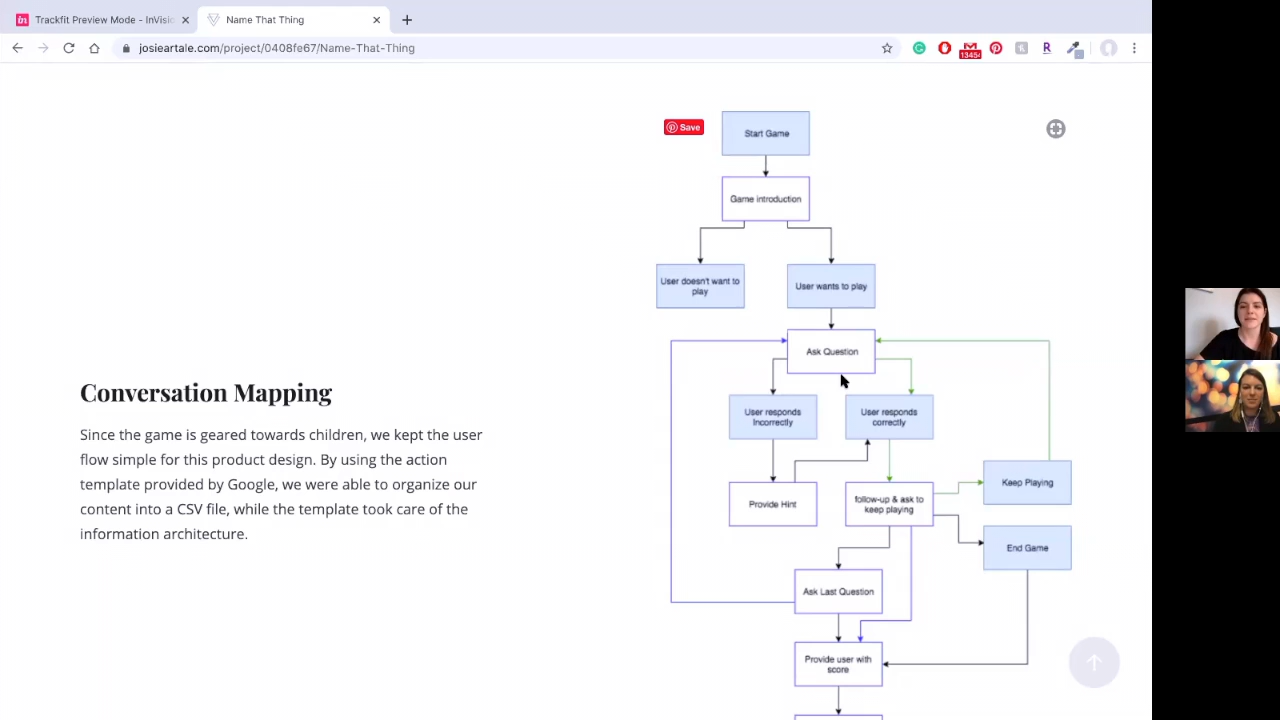 Trackfit Preview Mode - InVisi
Name That Thing
josieartale.com/project/0408fe67/Name-That-Thing
Save
Start Game
Game introduction
User doesn't want to
play
User wants to play
Ask Question
Conversation Mapping
User responds
Incorrectly
User responds
correctly
Since the game is geared towards children, we kept the user
flow simple for this product design. By using the action
template provided by Google, we were able to organize our
content into a CSV file, while the template took care of the
information architecture.
Keep Playing
Provide Hint
follow-up & ask to
keep playing
End Game
Ask Last Question
Provide user with
score